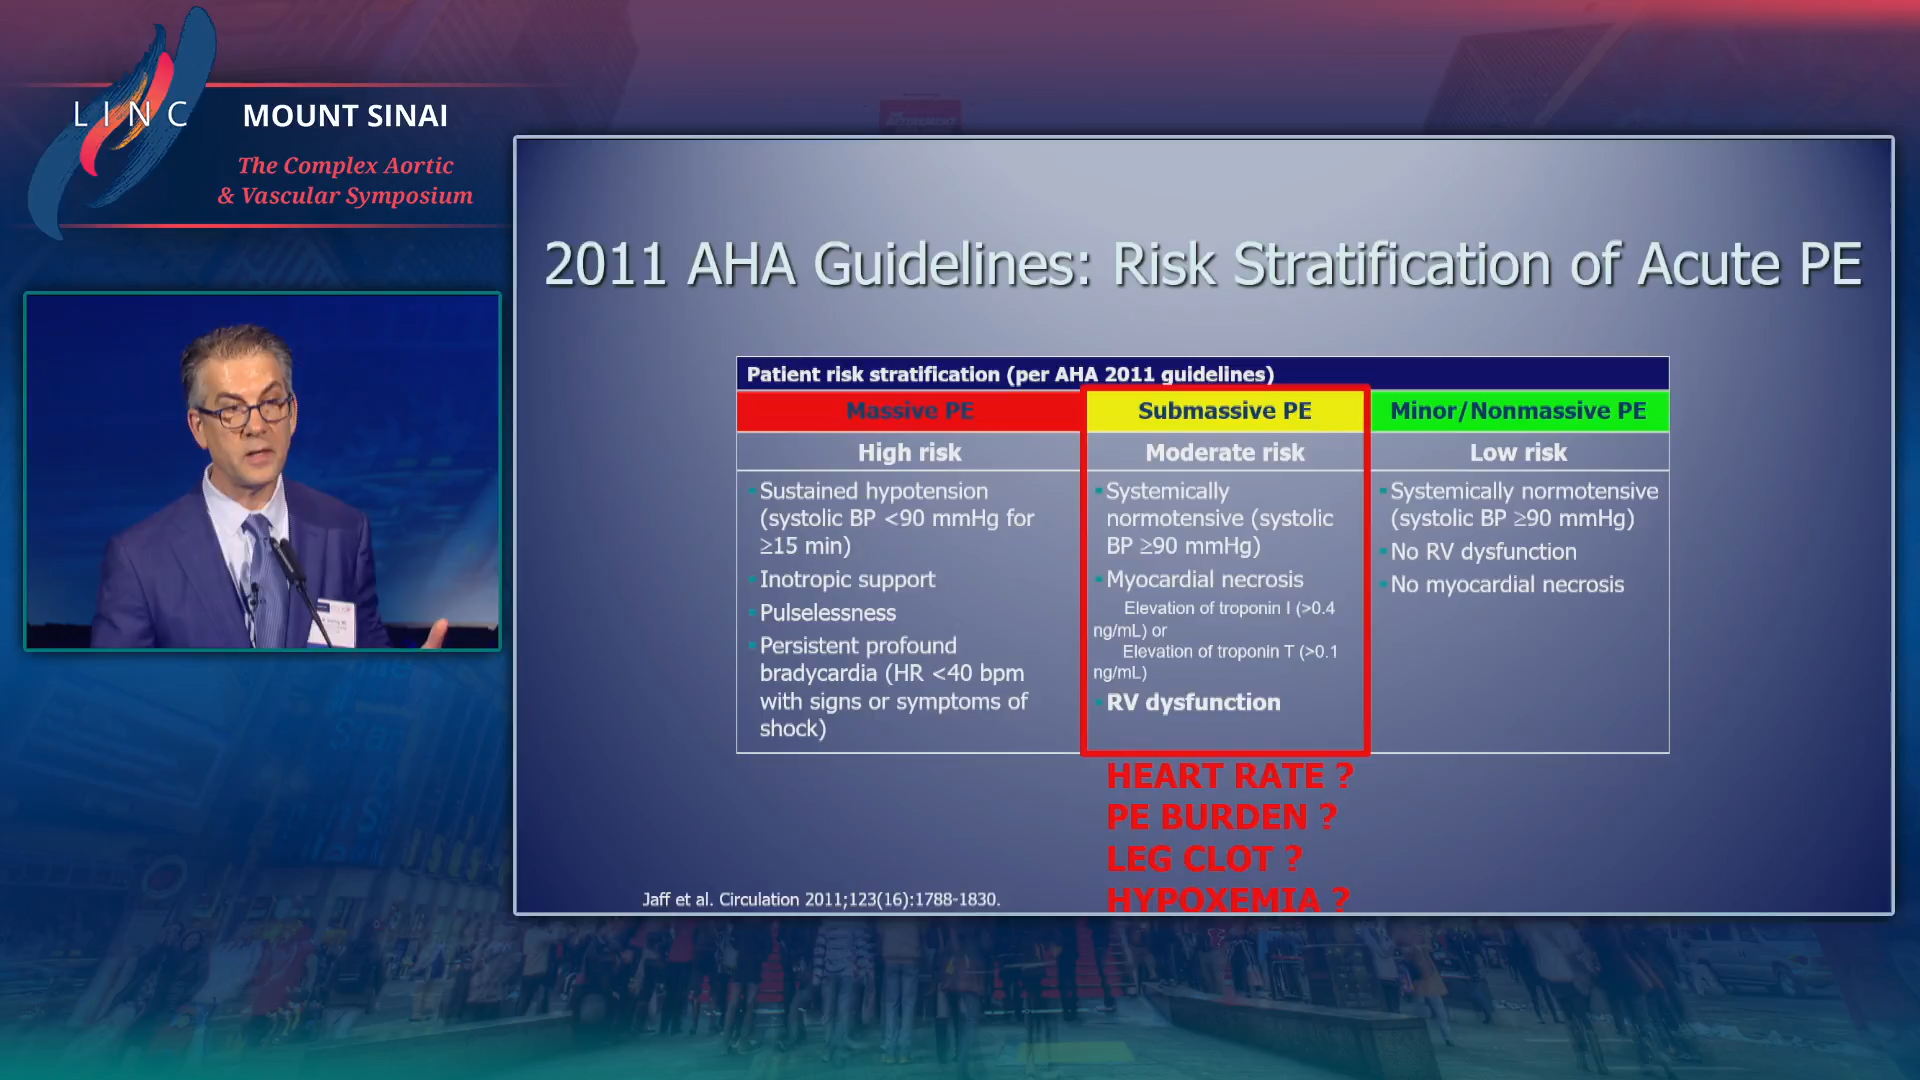 LINC
MOUNT SINAI
The Complex Aortic
& Vascular Symposium
2011 AHA Guidelines: Risk Stratification of Acute PE
Patient risk stratification (per AHA 2011 guidelines)
Massive PE
Submassive PE
Minor/Nonmassive PE
High risk
Moderate risk
Low risk
Sustained hypotension
(systolic BP <90 mmHg for
≥15 min)
Inotropic support
Pulselessness
Persistent profound
bradycardia (HR <40 bpm
with signs or symptoms of
shock)
Systemically
normotensive (systolic
BP ≥90 mmHg)
Myocardial necrosis
Elevation of troponin I (>0.4
ng/mL) or
Elevation of troponin T (>0.1
ng/mL)
RV dysfunction
Systemically normotensive
(systolic BP ≥90 mmHg)
No RV dysfunction
No myocardial necrosis
HEART RATE ?
PE BURDEN ?
LEG CLOT ?
HYPOXEMIA ?
Jaff et al. Circulation 2011;123(16):1788-1830.